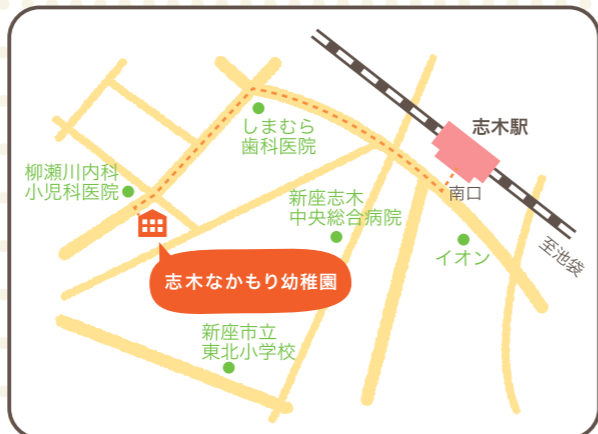 志木駅
しまむら
歯科医院
柳瀬川内科
小児科医院
新座志木
中央総合病院
南口
イオン
至池袋
志木なかもり幼稚園
新座市立
東北小学校